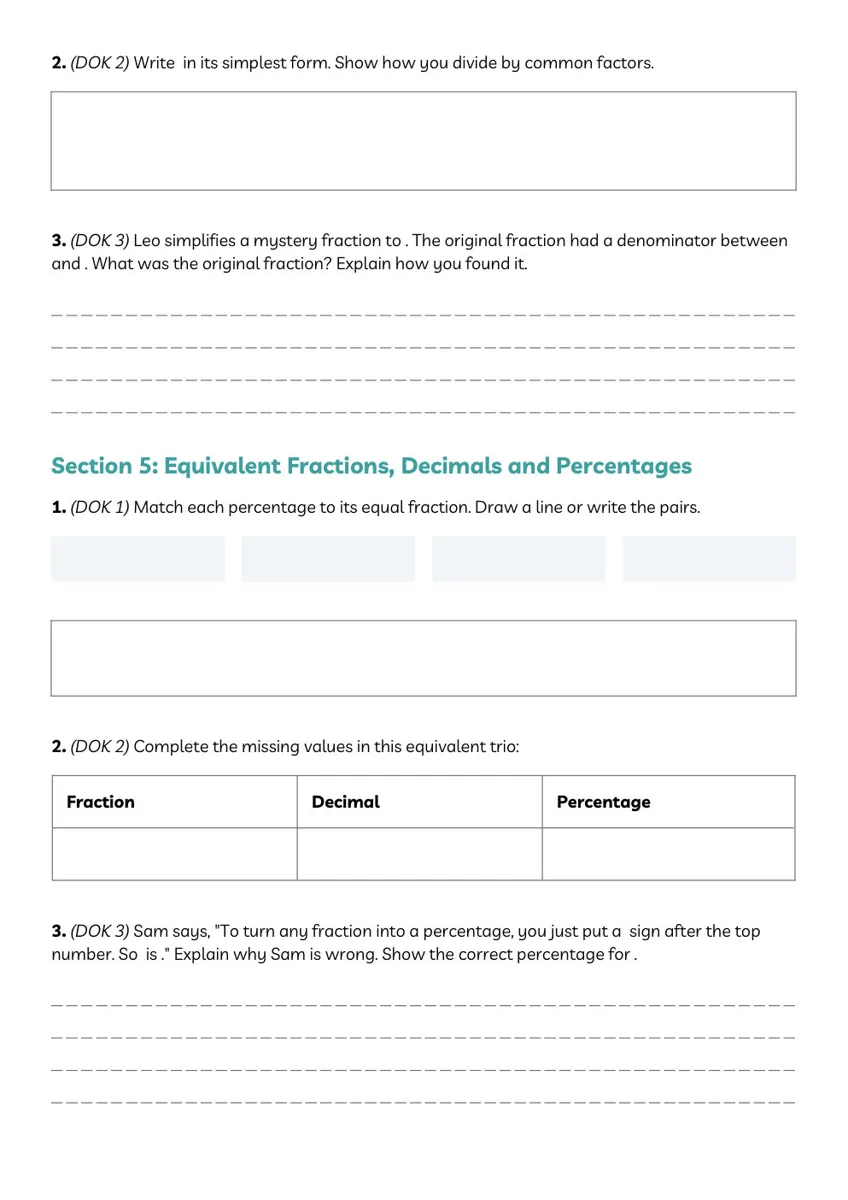 2. (DOK 2) Write  in its simplest form. Show how you divide by common factors.
3. (DOK 3) Leo simplifies a mystery fraction to . The original fraction had a denominator between
and . What was the original fraction? Explain how you found it.
Section 5: Equivalent Fractions, Decimals and Percentages
1. (DOK 1) Match each percentage to its equal fraction. Draw a line or write the pairs.
2. (DOK 2) Complete the missing values in this equivalent trio:
Fraction Decimal Percentage
3. (DOK 3) Sam says, "To turn any fraction into a percentage, you just put a  sign after the top
number. So  is ." Explain why Sam is wrong. Show the correct percentage for .